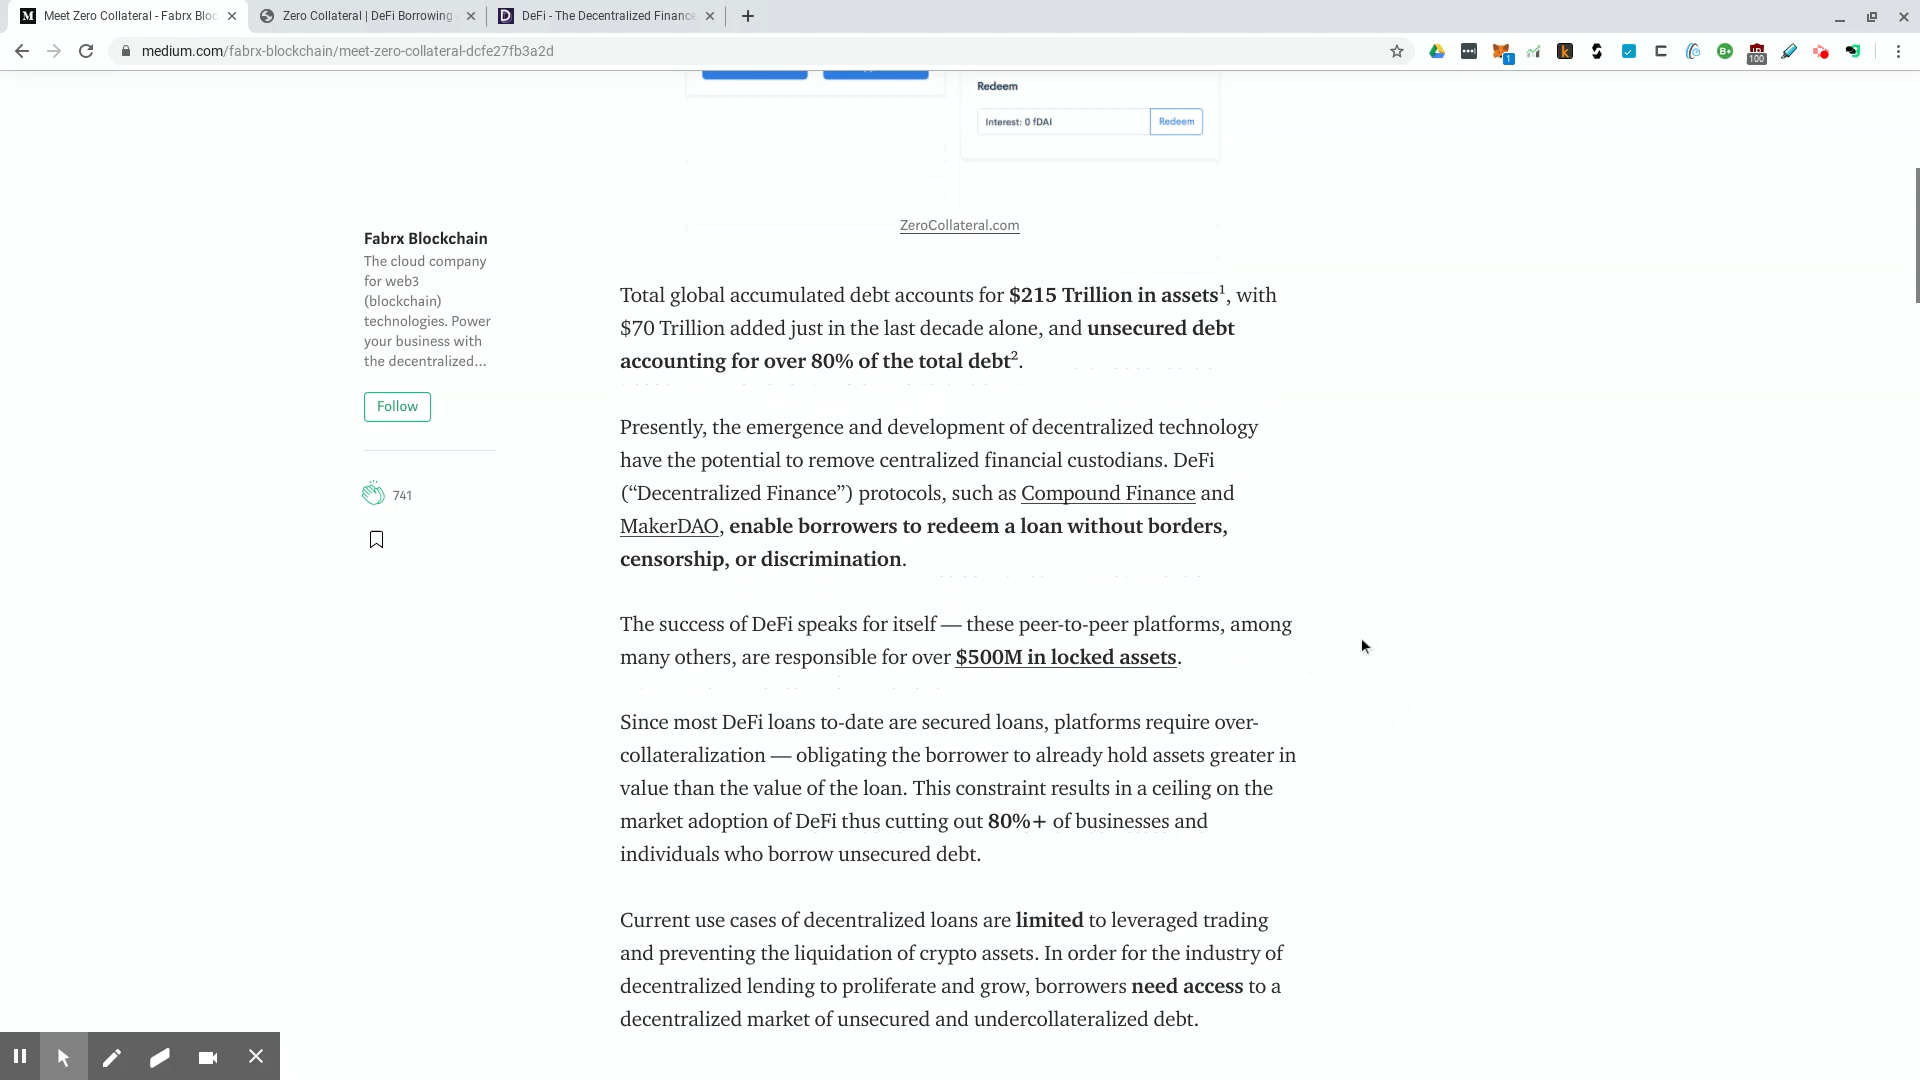 Meet Zero Collateral - Fabrx Bloc
Zero Collateral | DeFi Borrowing
DeFi - The Decentralized Finance
medium.com/fabrx-blockchain/meet-zero-collateral-dcfe27fb3a2d
1
100
Redeem
Interest: 0 fDAI
Redeem
ZeroCollateral.com
Fabrx Blockchain
The cloud company
for web3
(blockchain)
technologies. Power
your business with
the decentralized...
Follow
741
Total global accumulated debt accounts for $215 Trillion in assets¹, with
$70 Trillion added just in the last decade alone, and unsecured debt
accounting for over 80% of the total debt².
Presently, the emergence and development of decentralized technology
have the potential to remove centralized financial custodians. DeFi
(“Decentralized Finance”) protocols, such as Compound Finance and
MakerDAO, enable borrowers to redeem a loan without borders,
censorship, or discrimination.
The success of DeFi speaks for itself — these peer-to-peer platforms, among
many others, are responsible for over $500M in locked assets.
Since most DeFi loans to-date are secured loans, platforms require over-
collateralization — obligating the borrower to already hold assets greater in
value than the value of the loan. This constraint results in a ceiling on the
market adoption of DeFi thus cutting out 80%+ of businesses and
individuals who borrow unsecured debt.
Current use cases of decentralized loans are limited to leveraged trading
and preventing the liquidation of crypto assets. In order for the industry of
decentralized lending to proliferate and grow, borrowers need access to a
decentralized market of unsecured and undercollateralized debt.